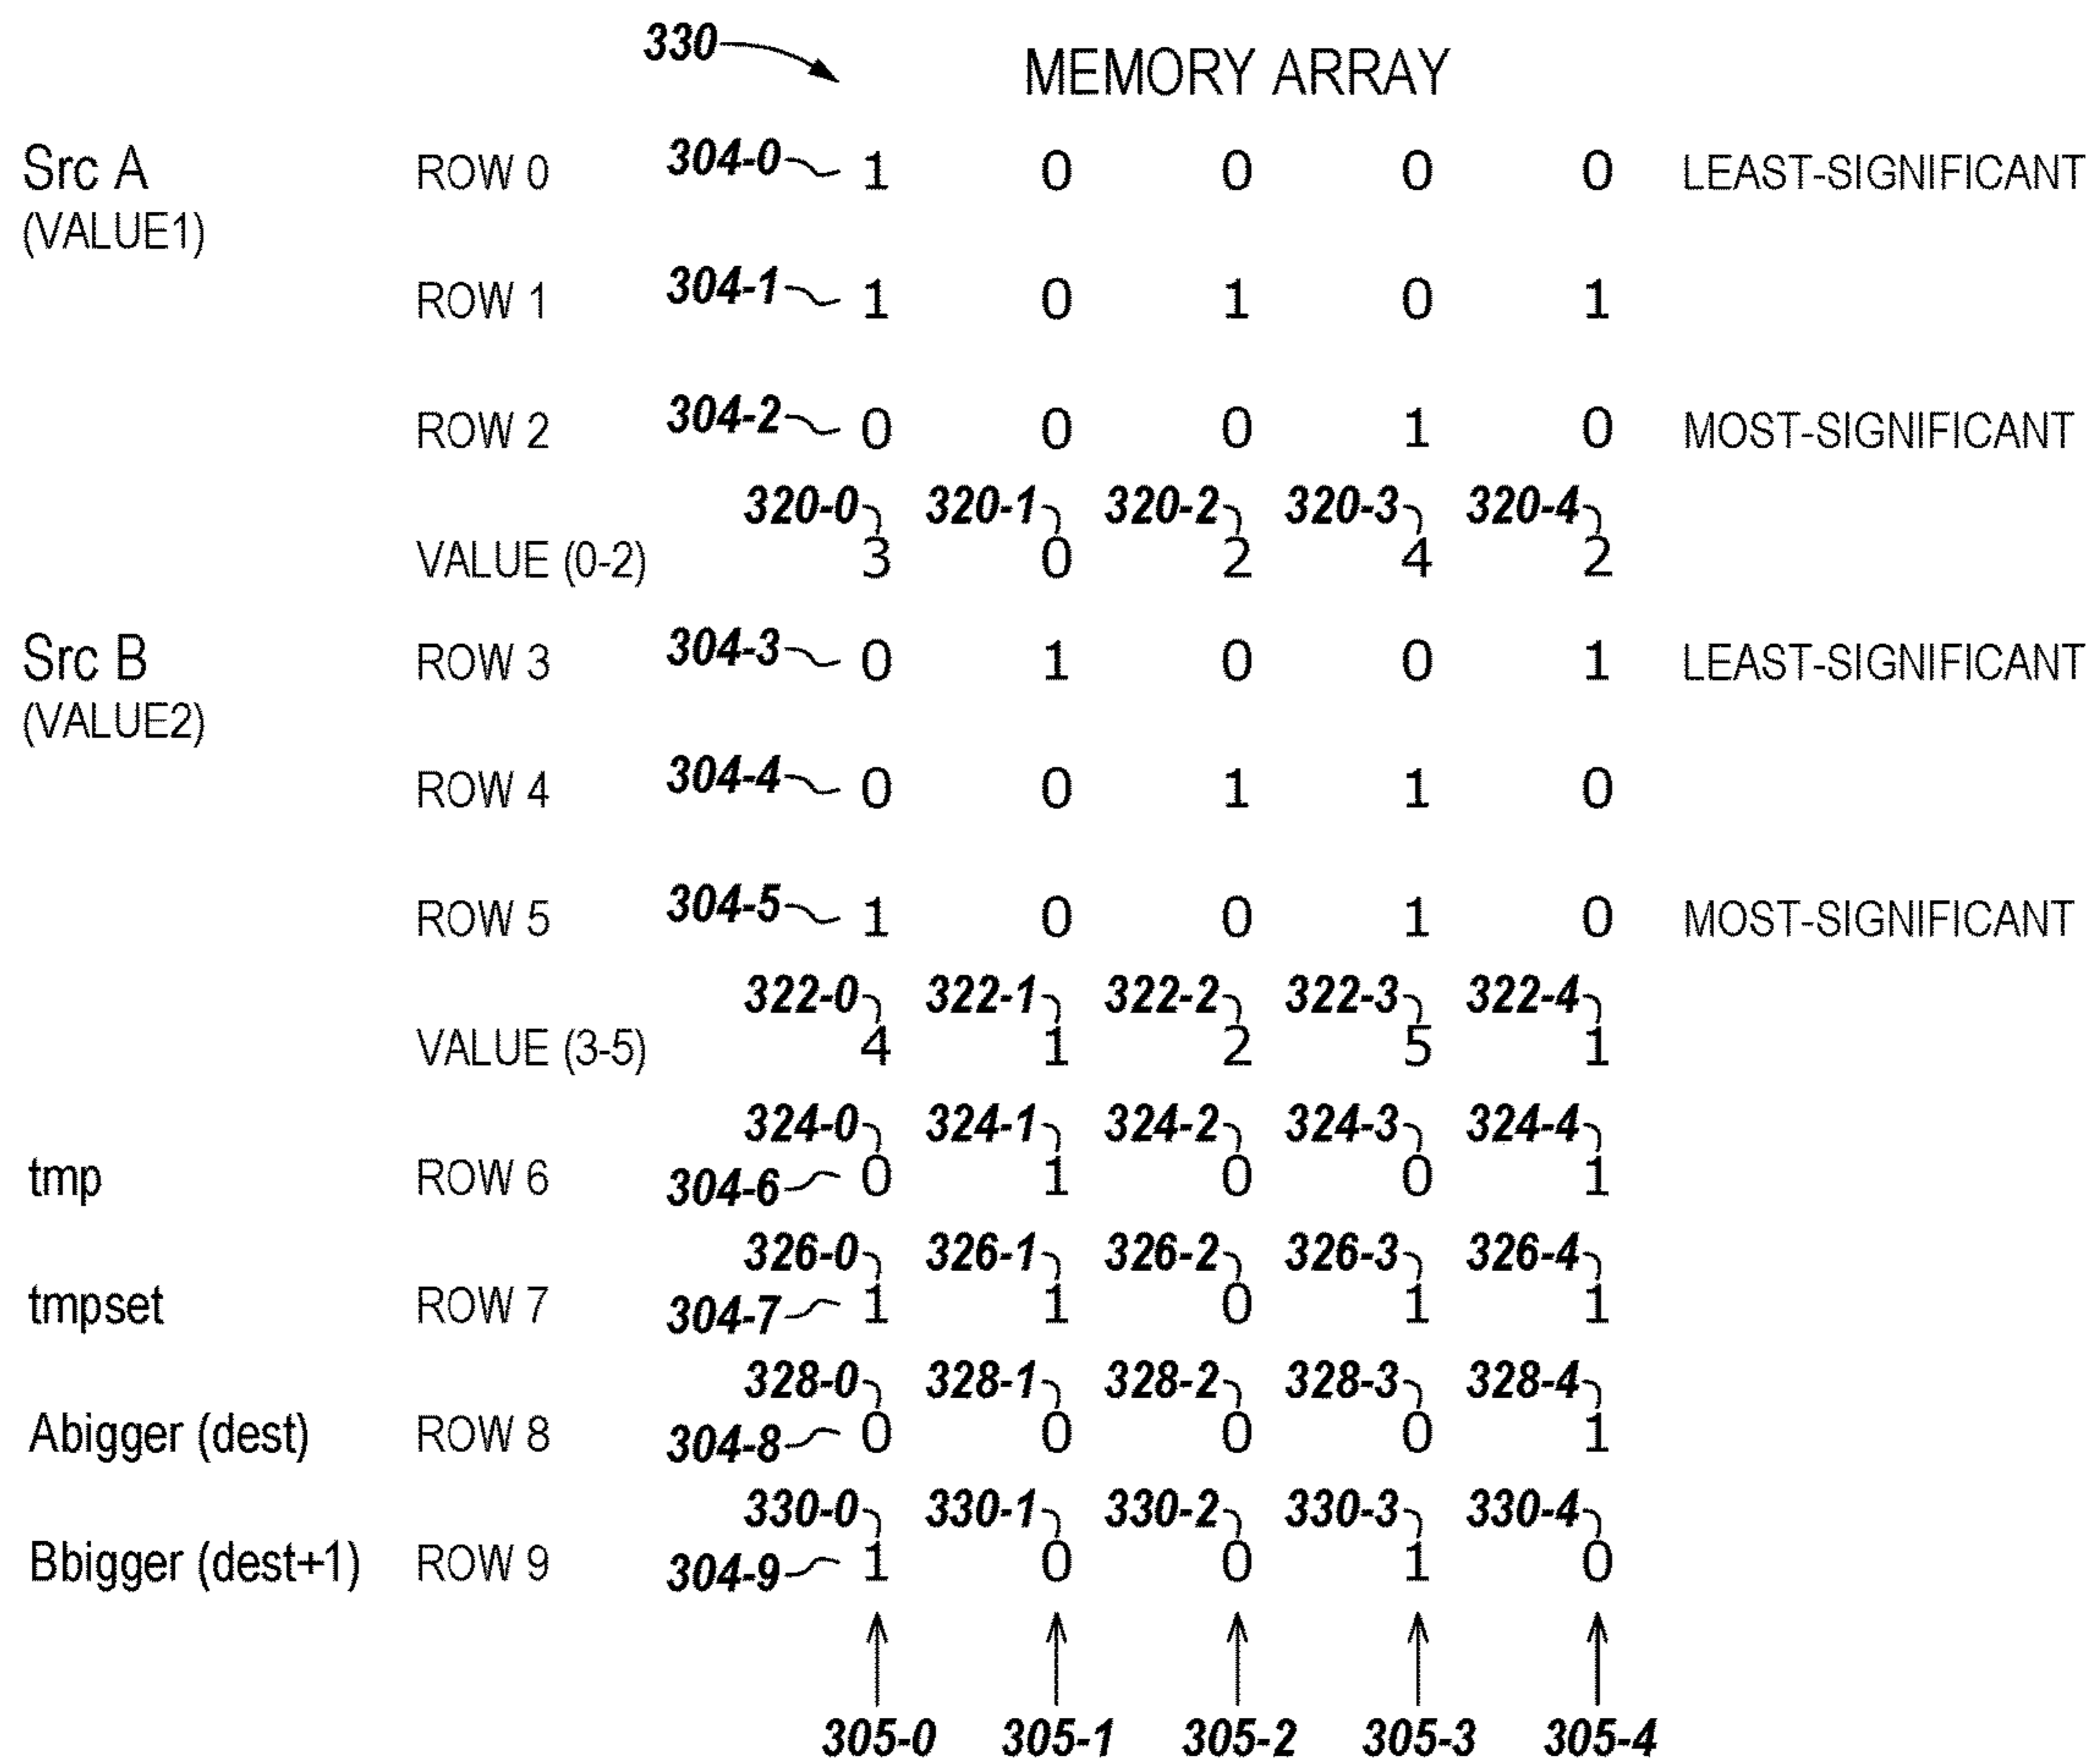 330 MEMORY ARRAY
Src A ROW 0 304-0 1 0 0 0 0 LEAST-SIGNIFICANT
(VALUE1)
ROW 1 304-1 1 0 1 0 1
ROW 2 304-2 0 0 0 1 0 MOST-SIGNIFICANT
320-0 320-1 320-2 320-3 320-4
VALUE (0-2) 3 0 2 4 2
Src B ROW 3 304-3 0 1 0 0 1 LEAST-SIGNIFICANT
(VALUE2)
ROW 4 304-4 0 0 1 1 0
ROW 5 304-5 1 0 0 1 0 MOST-SIGNIFICANT
322-0 322-1 322-2 322-3 322-4
VALUE (3-5) 4 1 2 5 1
324-0 324-1 324-2 324-3 324-4
tmp ROW 6 304-6 0 1 0 0 1
326-0 326-1 326-2 326-3 326-4
tmpset ROW 7 304-7 1 1 0 1 1
328-0 328-1 328-2 328-3 328-4
Abigger (dest) ROW 8 304-8 0 0 0 0 1
330-0 330-1 330-2 330-3 330-4
Bbigger (dest+1) ROW 9 304-9 1 0 0 1 0
305-0 305-1 305-2 305-3 305-4